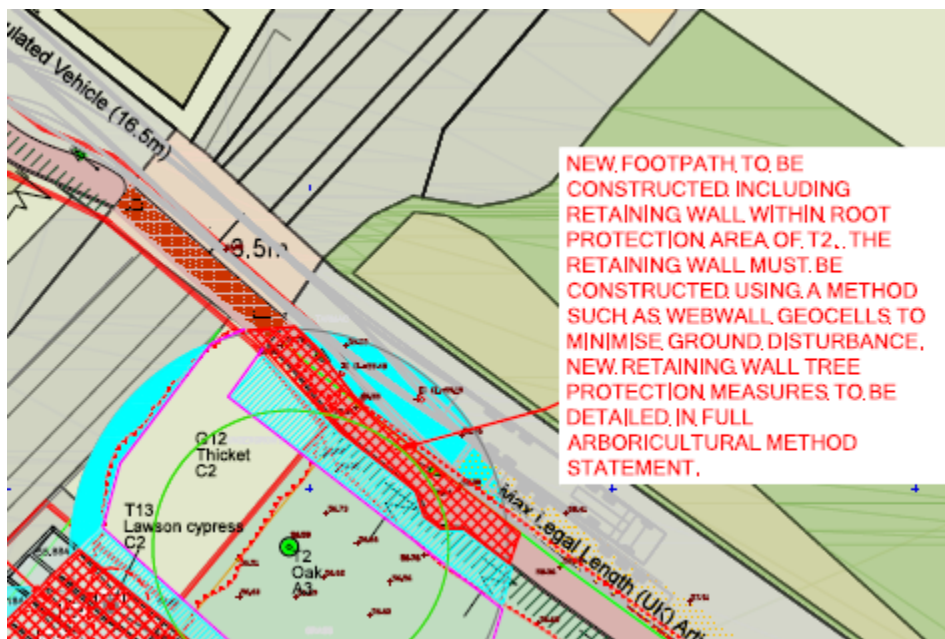 ulated Vehicle (16.5m)
NEW FOOTPATH TO BE
CONSTRUCTED INCLUDING
RETAINING WALL WITHIN ROOT
PROTECTION AREA OF T2.. THE
RETAINING WALL MUST BE
CONSTRUCTED USING A METHOD
SUCH AS WEBWALL GEOCELLS TO
MINIMISE GROUND DISTURBANCE.
NEW RETAINING WALL TREE
PROTECTION MEASURES TO BE
DETAILED IN FULL
ARBORICULTURAL METHOD
STATEMENT.
3.5m
G12
Thicket
C2
T13
Lawson cypress
C2
T2
Oak
A3
Max Legal Length (UK) Arti